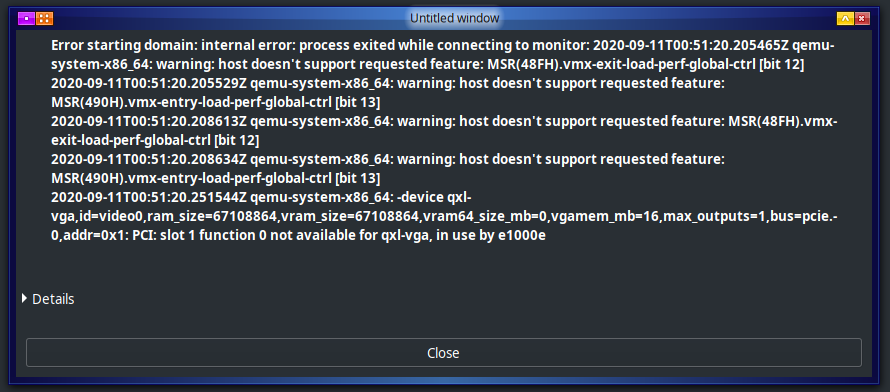 Untitled window
Error starting domain: internal error: process exited while connecting to monitor: 2020-09-11T00:51:20.205465Z qemu-
system-x86_64: warning: host doesn't support requested feature: MSR(48FH).vmx-exit-load-perf-global-ctrl [bit 12]
2020-09-11T00:51:20.205529Z qemu-system-x86_64: warning: host doesn't support requested feature:
MSR(490H).vmx-entry-load-perf-global-ctrl [bit 13]
2020-09-11T00:51:20.208613Z qemu-system-x86_64: warning: host doesn't support requested feature: MSR(48FH).vmx-
exit-load-perf-global-ctrl [bit 12]
2020-09-11T00:51:20.208634Z qemu-system-x86_64: warning: host doesn't support requested feature:
MSR(490H).vmx-entry-load-perf-global-ctrl [bit 13]
2020-09-11T00:51:20.251544Z qemu-system-x86_64: -device qxl-
vga,id=video0,ram_size=67108864,vram_size=67108864,vram64_size_mb=0,vgamem_mb=16,max_outputs=1,bus=pcie.-
0,addr=0x1: PCI: slot 1 function 0 not available for qxl-vga, in use by e1000e
Details
Close